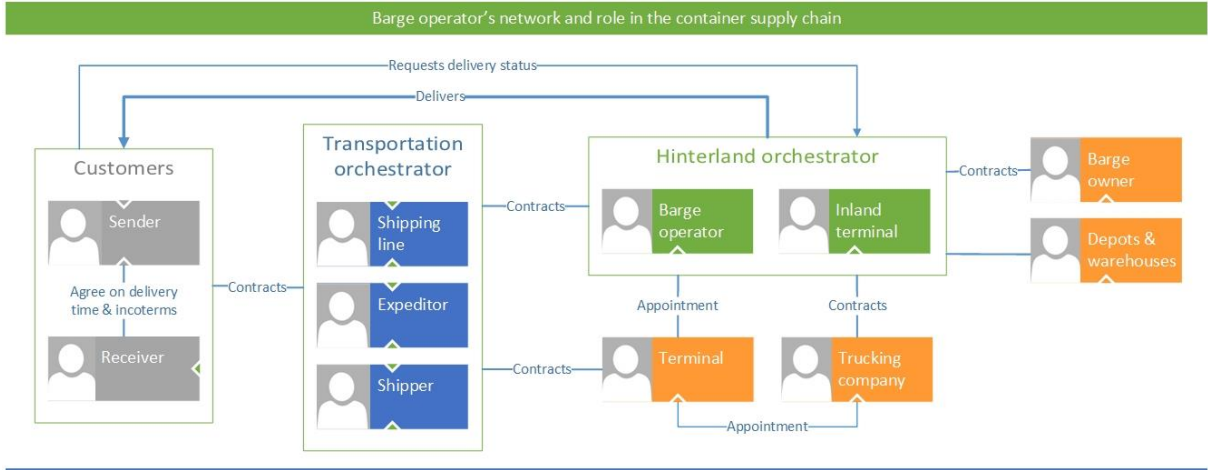 Barge operator's network and role in the container supply chain
Requests delivery status
Delivers
Customers
Sender
Agree on delivery
time & incoterms
Receiver
Contracts
Transportation
orchestrator
Shipping
line
Expeditor
Shipper
Contracts
Contracts
Hinterland orchestrator
Barge
operator
Inland
terminal
Appointment
Contracts
Terminal
Trucking
company
Appointment
Contracts
Barge
owner
Depots &
warehouses